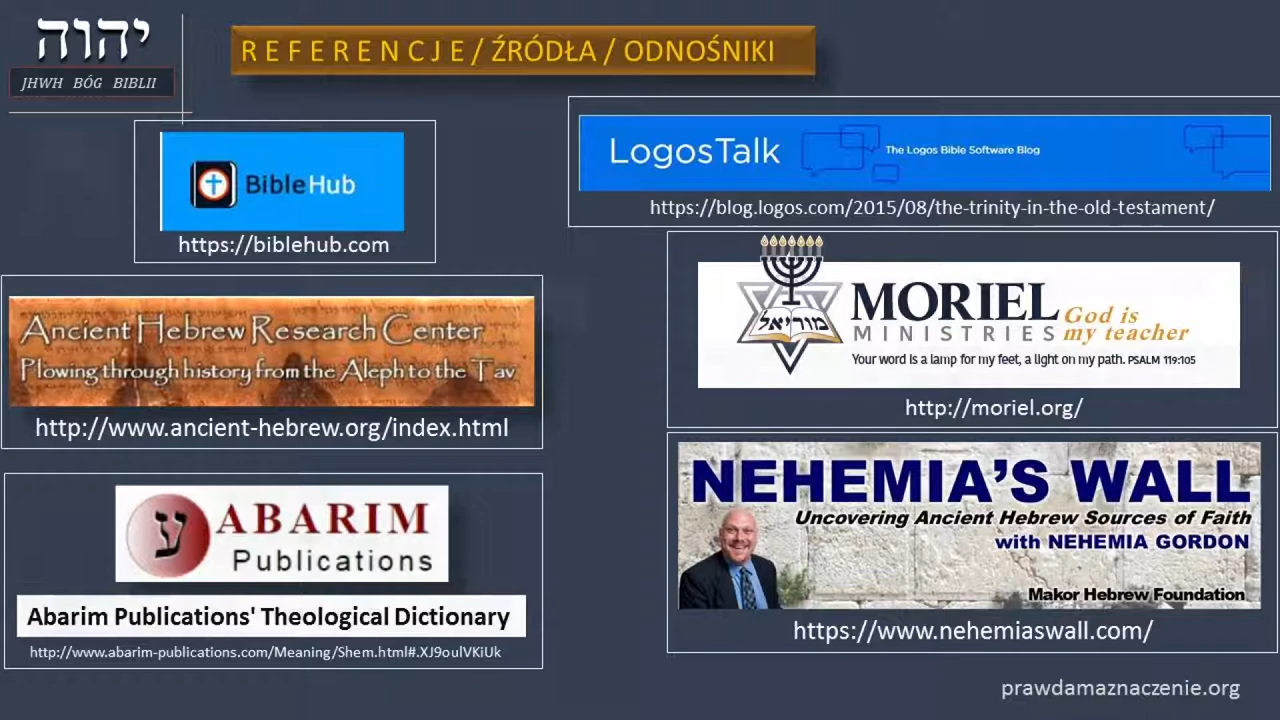 יהוה
JHWH BÓG BIBLII
REFERENCJE / ŹRÓDŁA / ODNOŚNIKI
BibleHub
https://biblehub.com
LogosTalk
The Logos Bible Software Blog
https://blog.logos.com/2015/08/the-trinity-in-the-old-testament/
Ancient Hebrew Research Center
Plowing through history from the Aleph to the Tav
http://www.ancient-hebrew.org/index.html
מוריאל
MORIEL
MINISTRIES
God is
my teacher
Your word is a lamp for my feet, a light on my path. PSALM 119:105
http://moriel.org/
ע
ABARIM
Publications
Abarim Publications' Theological Dictionary
http://www.abarim-publications.com/Meaning/Shem.html#.XJ9oulVKiUk
NEHEMIA'S WALL
Uncovering Ancient Hebrew Sources of Faith
with NEHEMIA GORDON
Makor Hebrew Foundation
https://www.nehemiaswall.com/
prawdamaznaczenie.org